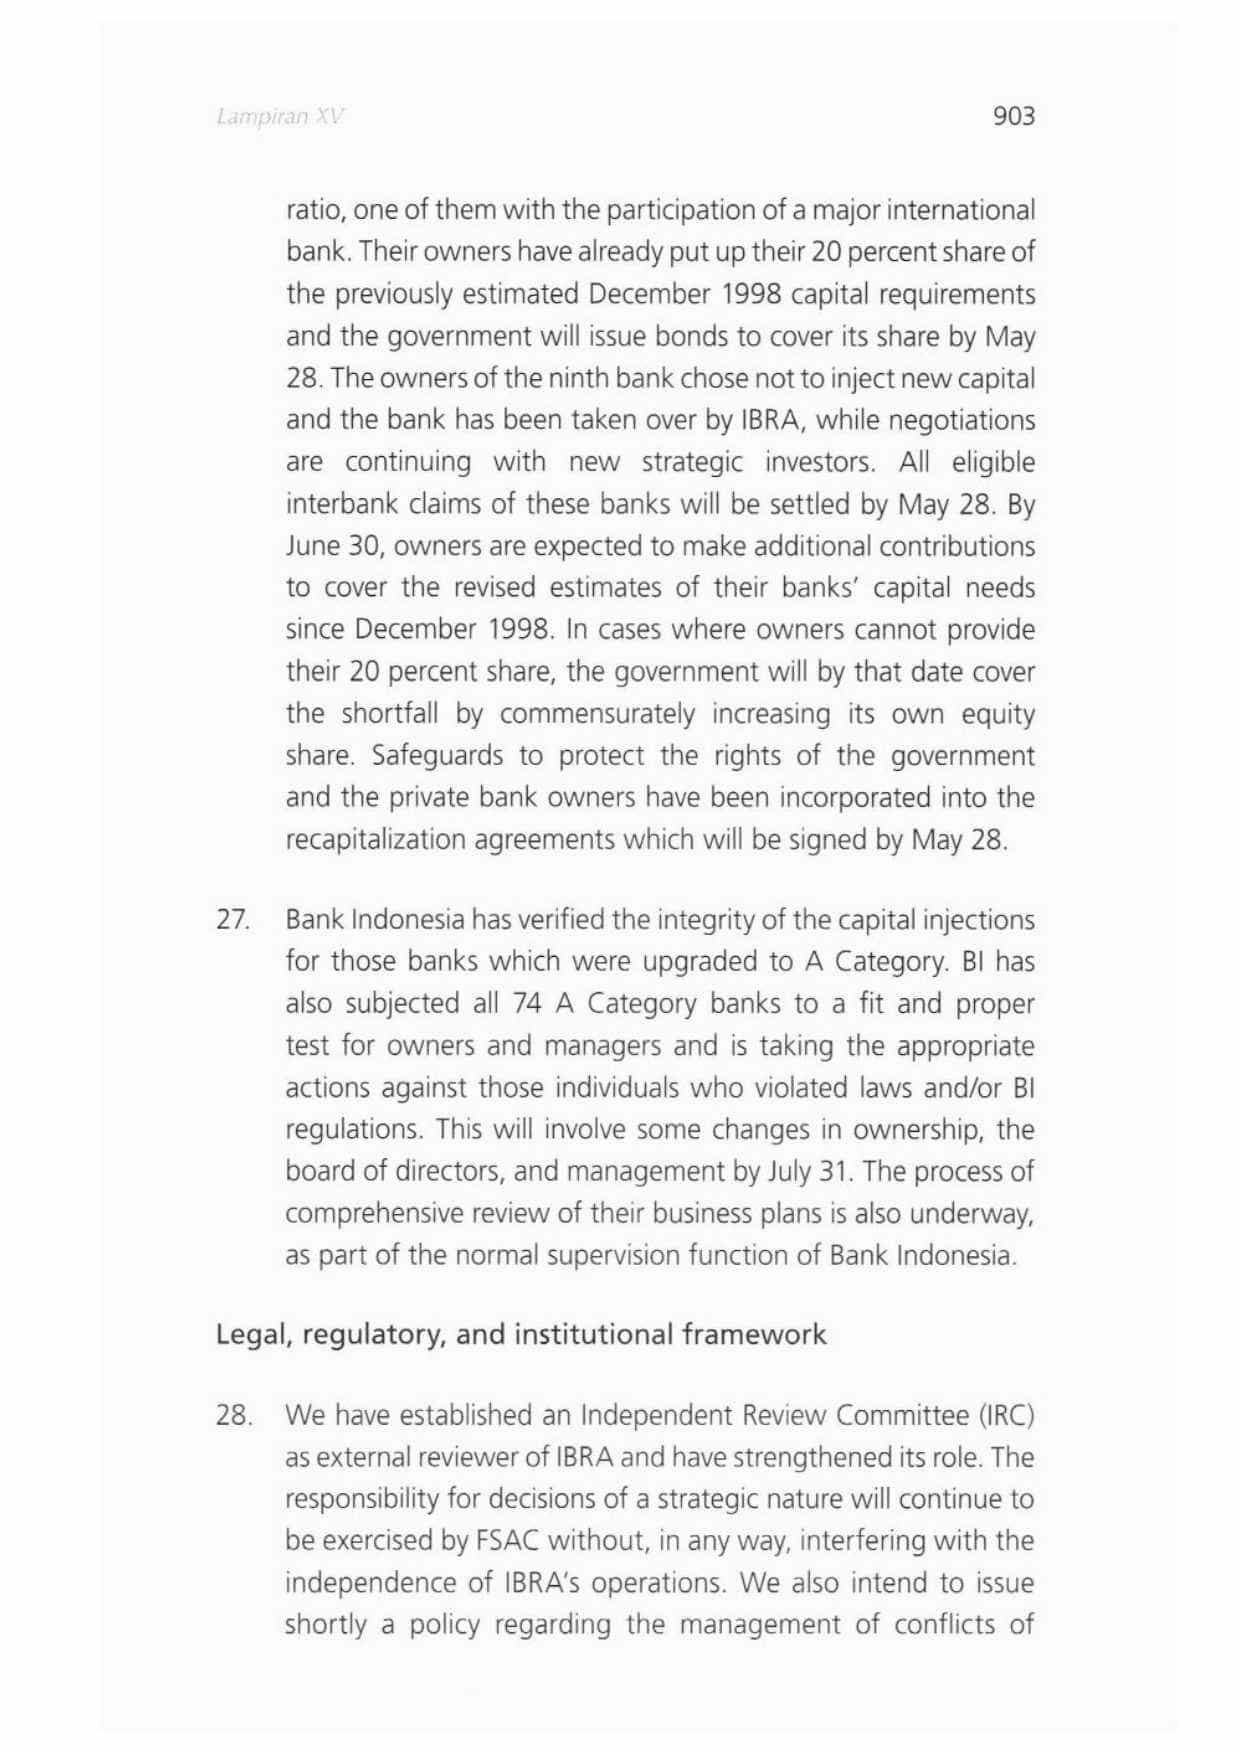 Lampiran XV
903
ratio, one of them with the participation of a major international
bank. Their owners have already put up their 20 percent share of
the previously estimated December 1998 capital requirements
and the government will issue bonds to cover its share by May
28. The owners of the ninth bank chose not to inject new capital
and the bank has been taken over by IBRA, while negotiations
are continuing with new strategic investors. All eligible
interbank claims of these banks will be settled by May 28. By
June 30, owners are expected to make additional contributions
to cover the revised estimates of their banks' capital needs
since December 1998. In cases where owners cannot provide
their 20 percent share, the government will by that date cover
the shortfall by commensurately increasing its own equity
share. Safeguards to protect the rights of the government
and the private bank owners have been incorporated into the
recapitalization agreements which will be signed by May 28.
27. Bank Indonesia has verified the integrity of the capital injections
for those banks which were upgraded to A Category. BI has
also subjected all 74 A Category banks to a fit and proper
test for owners and managers and is taking the appropriate
actions against those individuals who violated laws and/or BI
regulations. This will involve some changes in ownership, the
board of directors, and management by July 31. The process of
comprehensive review of their business plans is also underway,
as part of the normal supervision function of Bank Indonesia.
Legal, regulatory, and institutional framework
28. We have established an Independent Review Committee (IRC)
as external reviewer of IBRA and have strengthened its role. The
responsibility for decisions of a strategic nature will continue to
be exercised by FSAC without, in any way, interfering with the
independence of IBRA's operations. We also intend to issue
shortly a policy regarding the management of conflicts of